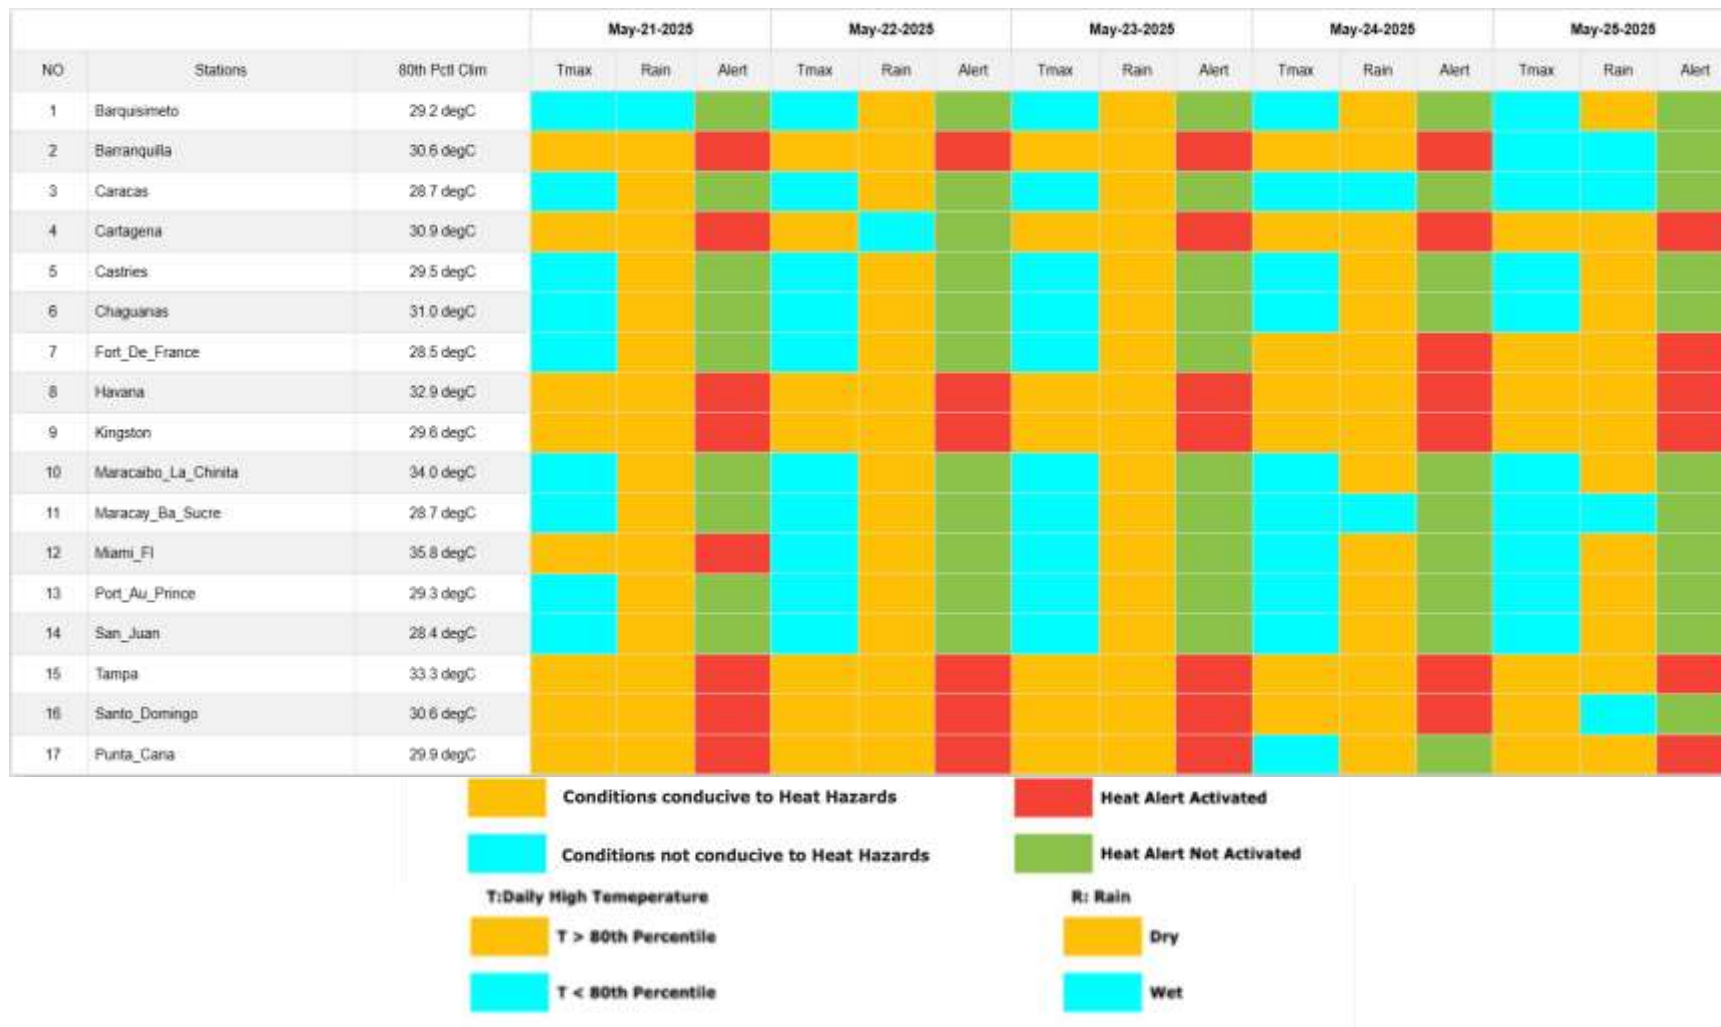 May-21-2025 May-22-2025 May-23-2025 May-24-2025 May-25-2025
NO Stations 80th Pctl Clim Tmax Rain Alert Tmax Rain Alert Tmax Rain Alert Tmax Rain Alert Tmax Rain Alert
1 Barquisimeto 29.2 degC
2 Barranquilla 30.6 degC
3 Caracas 28.7 degC
4 Cartagena 30.9 degC
5 Castries 29.5 degC
6 Chaguanas 31.0 degC
7 Fort_De_France 28.5 degC
8 Havana 32.9 degC
9 Kingston 29.6 degC
10 Maracaibo_La_Chinita 34.0 degC
11 Maracay_Ba_Sucre 28.7 degC
12 Miami_Fl 35.8 degC
13 Port_Au_Prince 29.3 degC
14 San_Juan 28.4 degC
15 Tampa 33.3 degC
16 Santo_Domingo 30.6 degC
17 Punta_Cana 29.9 degC
Conditions conducive to Heat Hazards Heat Alert Activated
Conditions not conducive to Heat Hazards Heat Alert Not Activated
T:Daily High Temeperature R: Rain
T > 80th Percentile Dry
T < 80th Percentile Wet